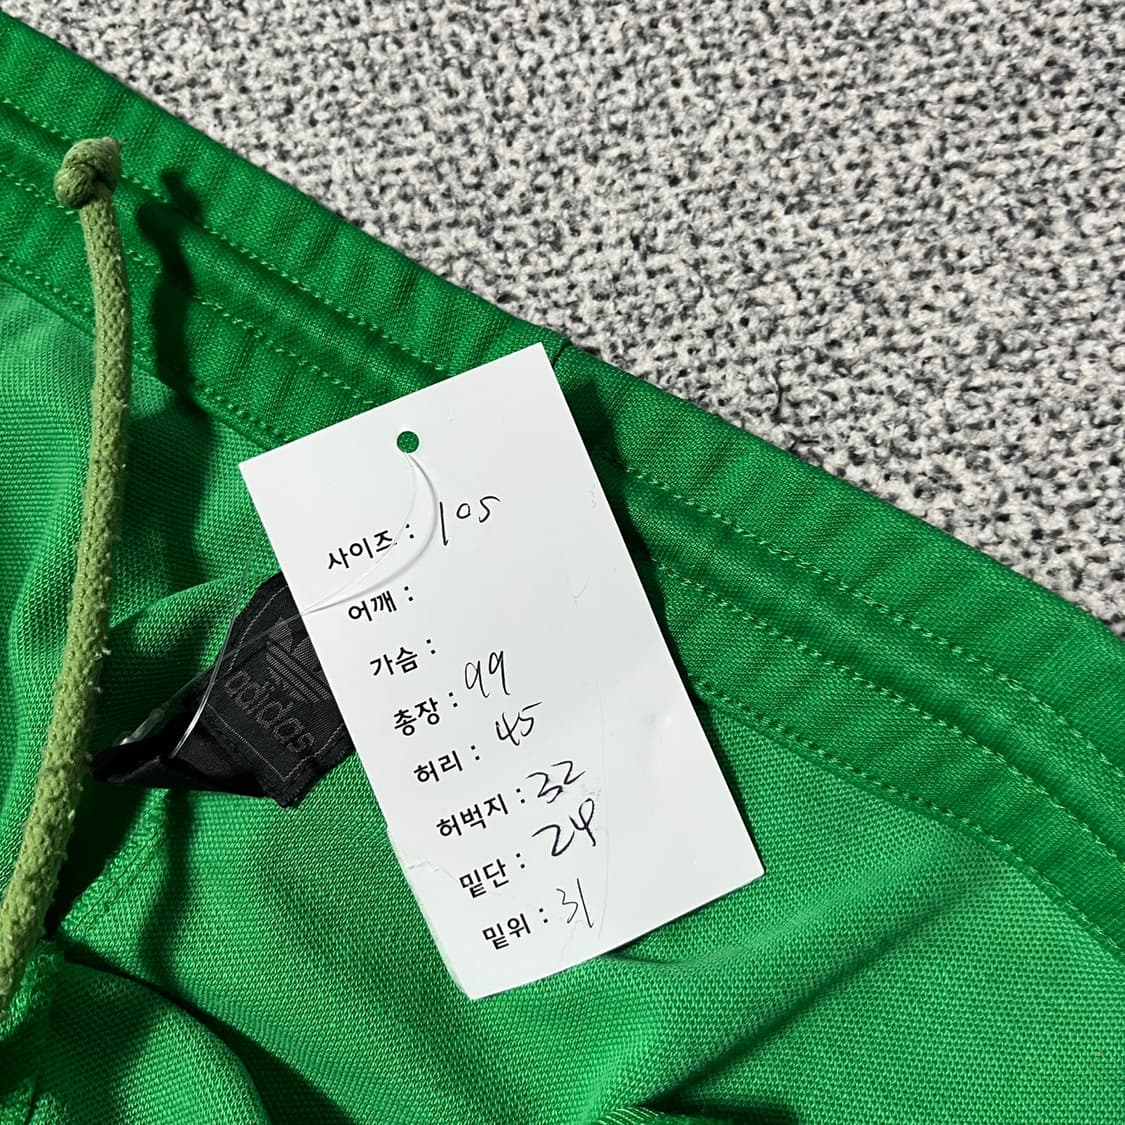 사이즈 : 105
어깨 :
가슴 :
총장 : 99
허리 : 45
허벅지 : 32
밑단 : 24
밑위 : 31
adidas